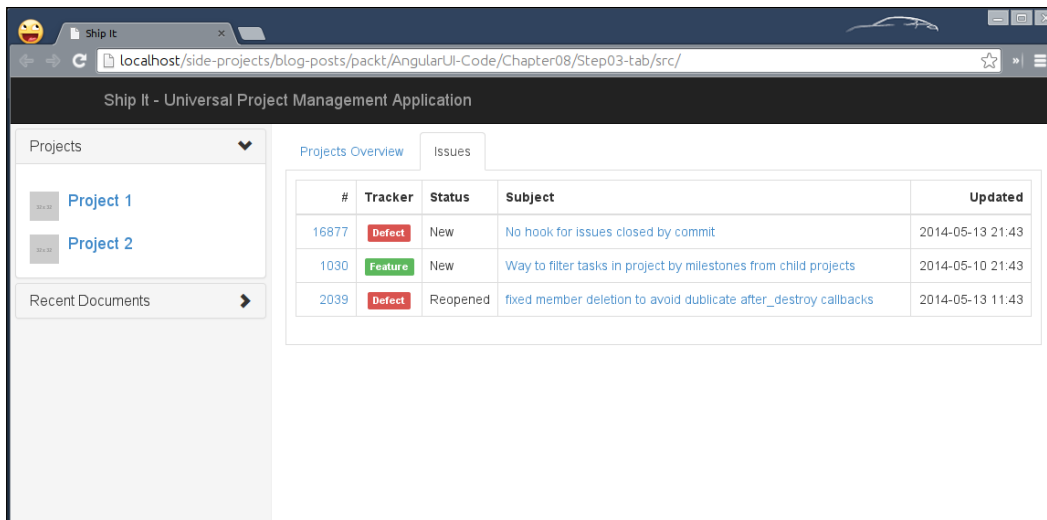 Ship It
localhost/side-projects/blog-posts/packt/AngularUI-Code/Chapter08/Step03-tab/src/
Ship It - Universal Project Management Application
Projects
Project 1
Project 2
Recent Documents
Projects Overview Issues
# Tracker Status Subject Updated
16877 Defect New No hook for issues closed by commit 2014-05-13 21:43
1030 Feature New Way to filter tasks in project by milestones from child projects 2014-05-10 21:43
2039 Defect Reopened fixed member deletion to avoid dublicate after_destroy callbacks 2014-05-13 11:43